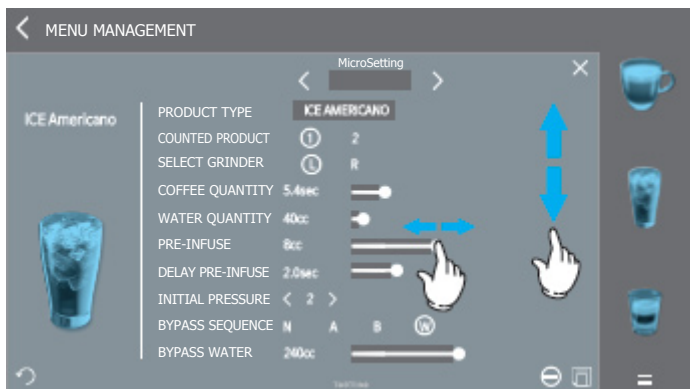 MENU MANAGEMENT
MicroSetting
ICE Americano
PRODUCT TYPE ICE AMERICANO
COUNTED PRODUCT 1 2
SELECT GRINDER L R
COFFEE QUANTITY 5.4sec
WATER QUANTITY 40cc
PRE-INFUSE 8cc
DELAY PRE-INFUSE 2.0sec
INITIAL PRESSURE < 2 >
BYPASS SEQUENCE N A B W
BYPASS WATER 240cc